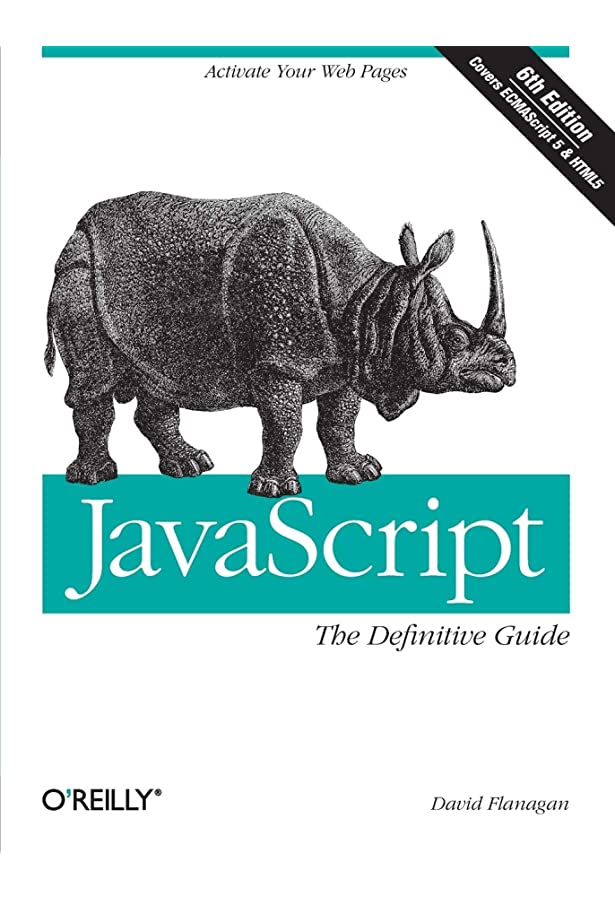 Activate Your Web Pages
6th Edition
Covers ECMAScript 5 & HTML5
JavaScript
The Definitive Guide
O'REILLY®
David Flanagan